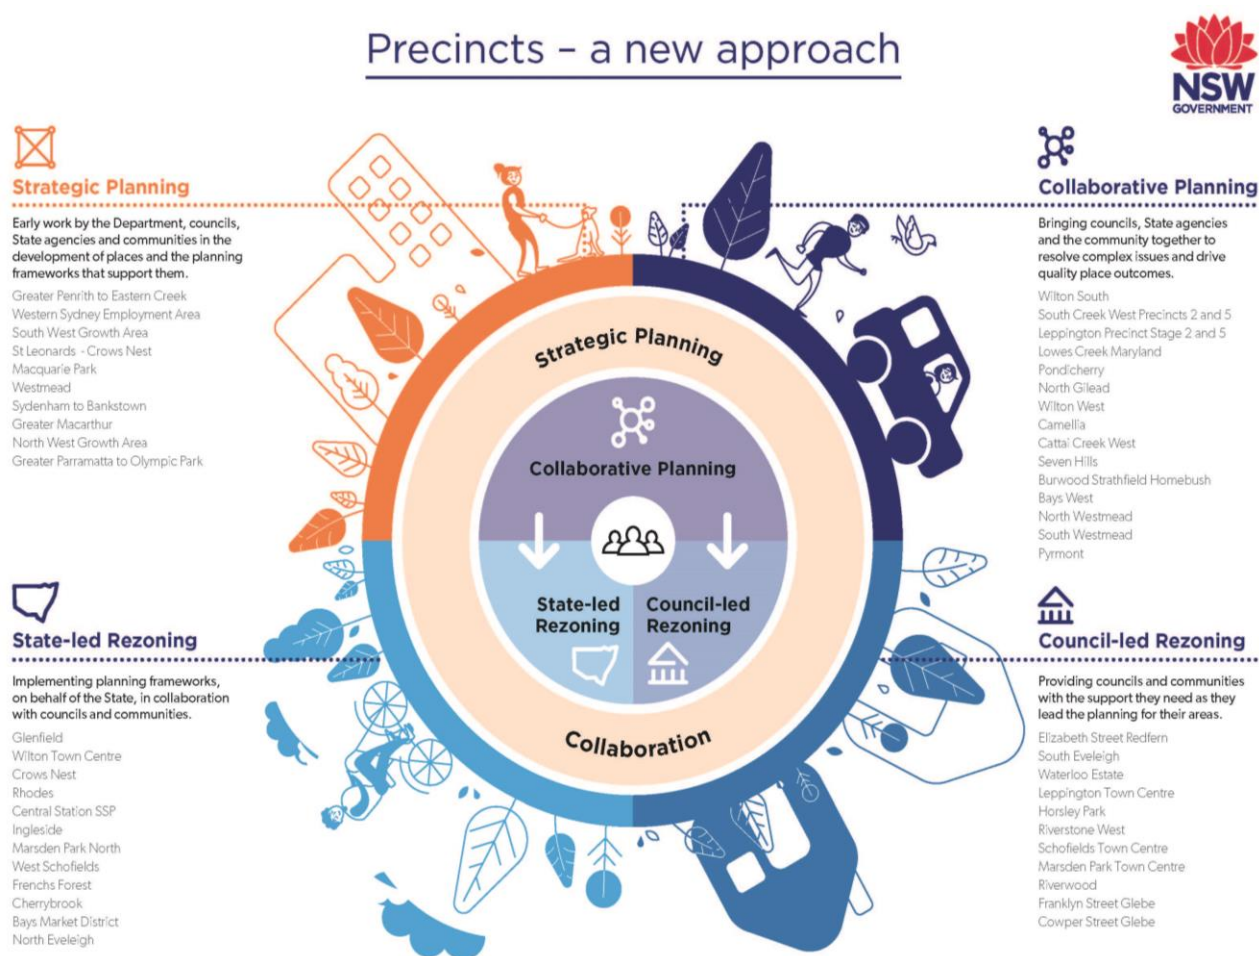 Precincts – a new approach
NSW
GOVERNMENT
Strategic Planning
Early work by the Department, councils,
State agencies and communities in the
development of places and the planning
frameworks that support them.
Greater Penrith to Eastern Creek
Western Sydney Employment Area
South West Growth Area
St Leonards - Crows Nest
Macquarie Park
Westmead
Sydenham to Bankstown
Greater Macarthur
North West Growth Area
Greater Parramatta to Olympic Park
Collaborative Planning
Bringing councils, State agencies
and the community together to
resolve complex issues and drive
quality place outcomes.
Wilton South
South Creek West Precincts 2 and 5
Leppington Precinct Stage 2 and 5
Lowes Creek Maryland
Pondicherry
North Gilead
Wilton West
Camellia
Cattai Creek West
Seven Hills
Burwood Strathfield Homebush
Bays West
North Westmead
South Westmead
Pyrmont
Strategic Planning
Collaborative Planning
State-led
Rezoning
Council-led
Rezoning
Collaboration
State-led Rezoning
Implementing planning frameworks,
on behalf of the State, in collaboration
with councils and communities.
Glenfield
Wilton Town Centre
Crows Nest
Rhodes
Central Station SSP
Ingleside
Marsden Park North
West Schofields
Frenchs Forest
Cherrybrook
Bays Market District
North Eveleigh
Council-led Rezoning
Providing councils and communities
with the support they need as they
lead the planning for their areas.
Elizabeth Street Redfern
South Eveleigh
Waterloo Estate
Leppington Town Centre
Horsley Park
Riverstone West
Schofields Town Centre
Marsden Park Town Centre
Riverwood
Franklyn Street Glebe
Cowper Street Glebe